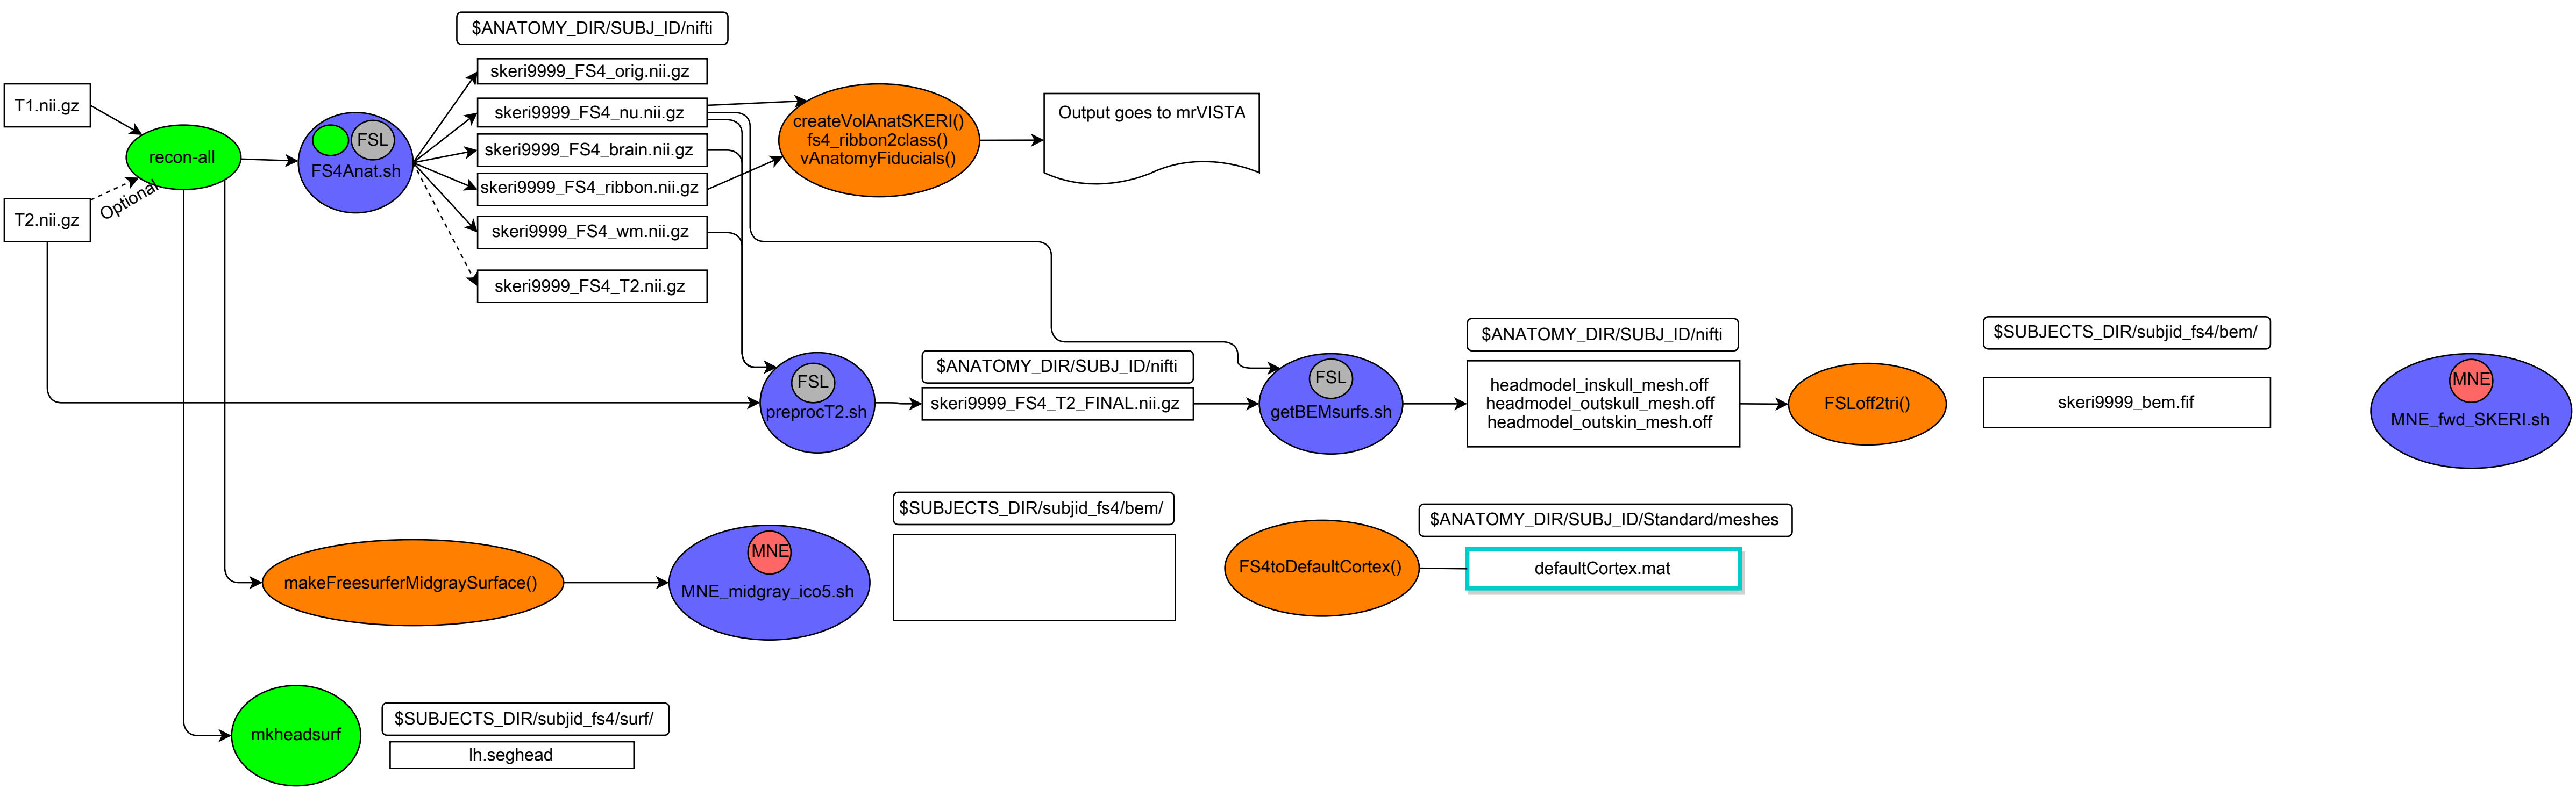 $ANATOMY_DIR/SUBJ_ID/nifti
T1.nii.gz
T2.nii.gz
Optional
recon-all
FSL
FS4Anat.sh
skeri9999_FS4_orig.nii.gz
skeri9999_FS4_nu.nii.gz
skeri9999_FS4_brain.nii.gz
skeri9999_FS4_ribbon.nii.gz
skeri9999_FS4_wm.nii.gz
skeri9999_FS4_T2.nii.gz
createVolAnatSKERI()
fs4_ribbon2class()
vAnatomyFiducials()
Output goes to mrVISTA
FSL
preprocT2.sh
$ANATOMY_DIR/SUBJ_ID/nifti
skeri9999_FS4_T2_FINAL.nii.gz
FSL
getBEMsurfs.sh
$ANATOMY_DIR/SUBJ_ID/nifti
headmodel_inskull_mesh.off
headmodel_outskull_mesh.off
headmodel_outskin_mesh.off
FSLoff2tri()
$SUBJECTS_DIR/subjid_fs4/bem/
skeri9999_bem.fif
MNE
MNE_fwd_SKERI.sh
makeFreesurferMidgraySurface()
MNE
MNE_midgray_ico5.sh
$SUBJECTS_DIR/subjid_fs4/bem/
FS4toDefaultCortex()
$ANATOMY_DIR/SUBJ_ID/Standard/meshes
defaultCortex.mat
mkheadsurf
$SUBJECTS_DIR/subjid_fs4/surf/
lh.seghead